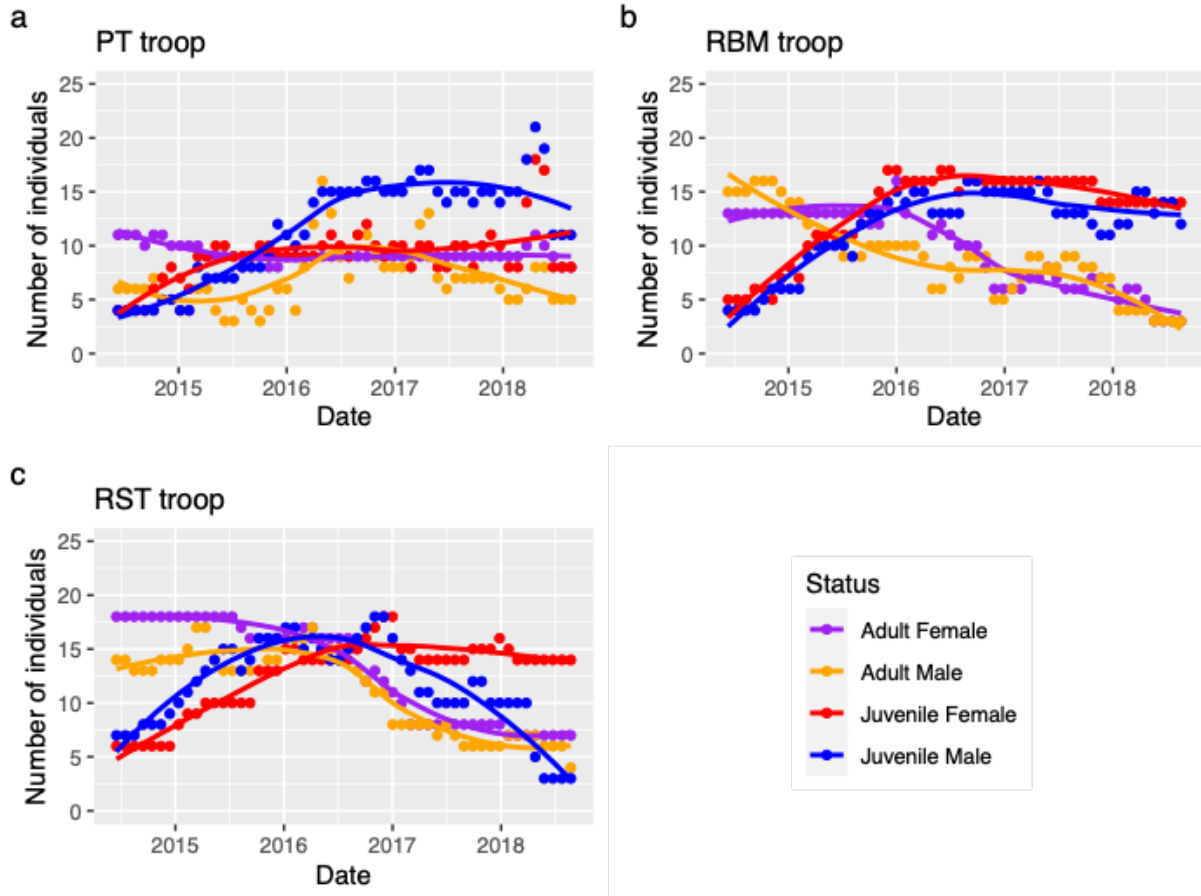 a
PT troop
Number of individuals
25
20
15
10
5
0
2015 2016 2017 2018
Date
b
RBM troop
Number of individuals
25
20
15
10
5
0
2015 2016 2017 2018
Date
c
RST troop
Number of individuals
25
20
15
10
5
0
2015 2016 2017 2018
Date
Status
Adult Female
Adult Male
Juvenile Female
Juvenile Male